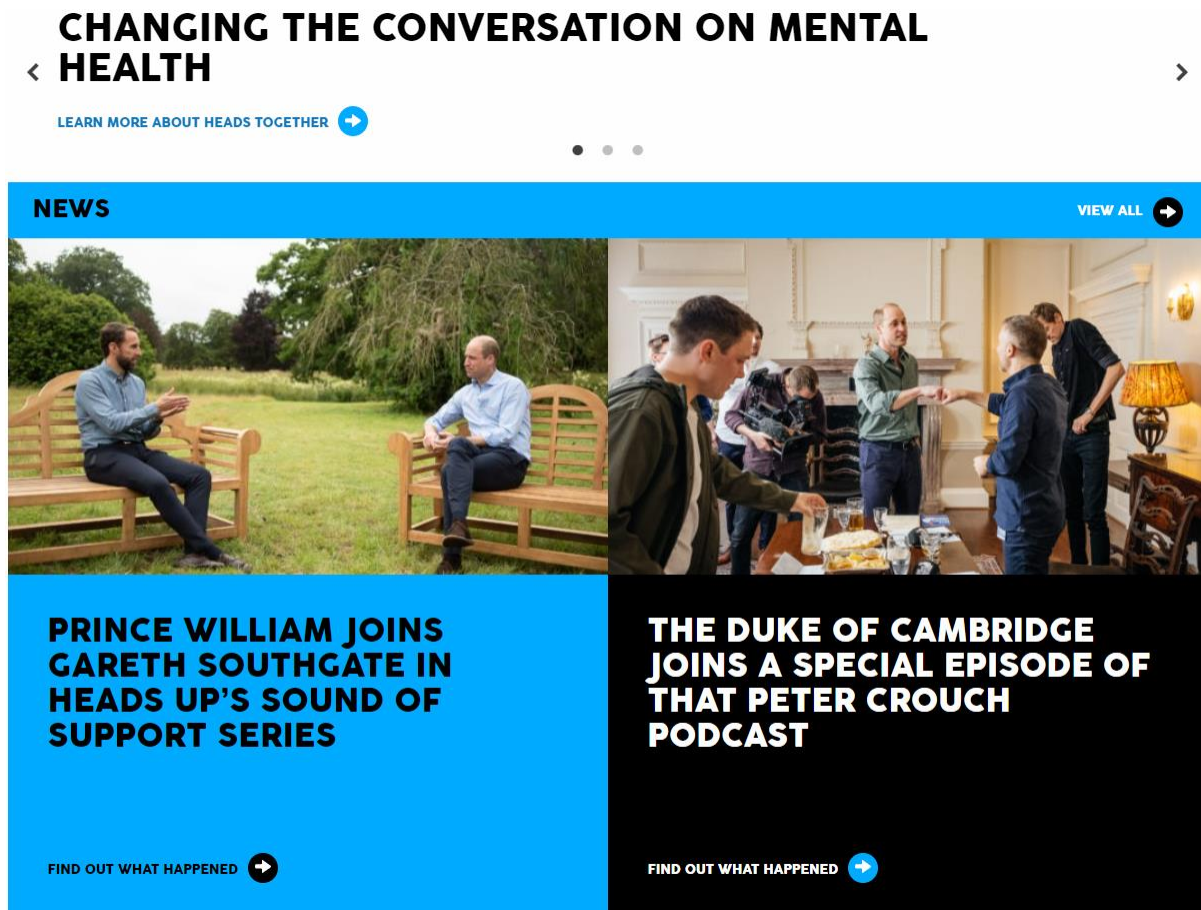 CHANGING THE CONVERSATION ON MENTAL
HEALTH
LEARN MORE ABOUT HEADS TOGETHER
NEWS
VIEW ALL
PRINCE WILLIAM JOINS
GARETH SOUTHGATE IN
HEADS UP’S SOUND OF
SUPPORT SERIES
FIND OUT WHAT HAPPENED
THE DUKE OF CAMBRIDGE
JOINS A SPECIAL EPISODE OF
THAT PETER CROUCH
PODCAST
FIND OUT WHAT HAPPENED